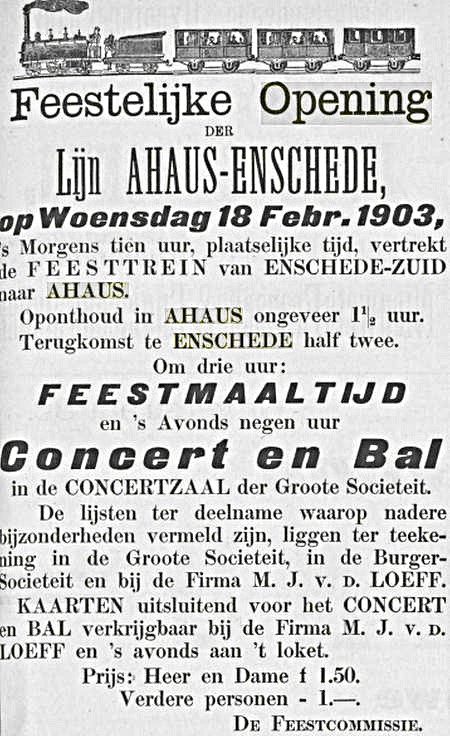 Feestelijke Opening
DER
Lijn AHAUS-ENSCHEDE,
op Woensdag 18 Febr. 1903,
's Morgens tien uur, plaatselijke tijd, vertrekt
de FEESTTREIN van ENSCHEDE-ZUID
naar AHAUS.
Oponthoud in AHAUS ongeveer 1½ uur.
Terugkomst te ENSCHEDE half twee.
Om drie uur:
FEESTMAALTIJD
en 's Avonds negen uur
Concert en Bal
in de CONCERTZAAL der Groote Societeit.
De lijsten ter deelname waarop nadere
bijzonderheden vermeld zijn, liggen ter teeke-
ning in de Groote Societeit, in de Burger-
Societeit en bij de Firma M. J. v. D. LOEFF.
KAARTEN uitsluitend voor het CONCERT
en BAL verkrijgbaar bij de Firma M. J. v. D.
LOEFF en 's avonds aan 't loket.
Prijs: Heer en Dame f 1.50.
Verdere personen - 1.—.
DE FEESTCOMMISSIE.